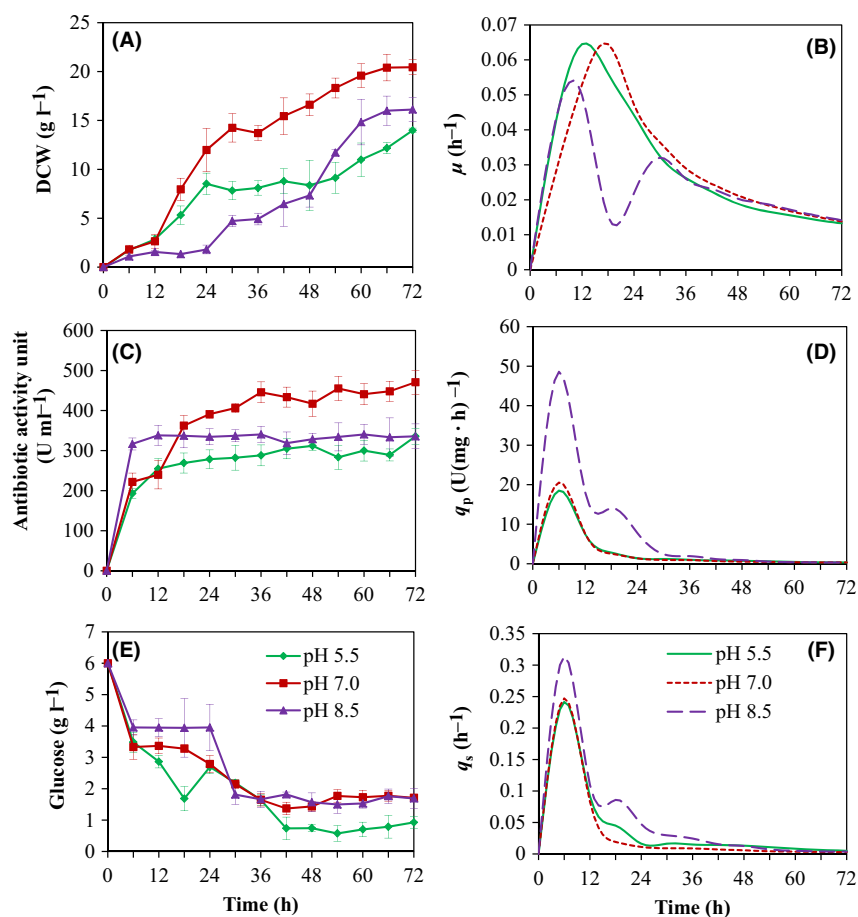 (A)
DCW (g l⁻¹)
25
20
15
10
5
0
0 12 24 36 48 60 72
(B)
μ (h⁻¹)
0.07
0.06
0.05
0.04
0.03
0.02
0.01
0
0 12 24 36 48 60 72
(C)
Antibiotic activity unit
(U ml⁻¹)
600
500
400
300
200
100
0
0 12 24 36 48 60 72
(D)
qp (U(mg · h) ⁻¹)
60
50
40
30
20
10
0
0 12 24 36 48 60 72
(E)
Glucose (g l⁻¹)
7
6
5
4
3
2
1
0
pH 5.5
pH 7.0
pH 8.5
0 12 24 36 48 60 72
Time (h)
(F)
qs (h⁻¹)
0.35
0.3
0.25
0.2
0.15
0.1
0.05
0
pH 5.5
pH 7.0
pH 8.5
0 12 24 36 48 60 72
Time (h)